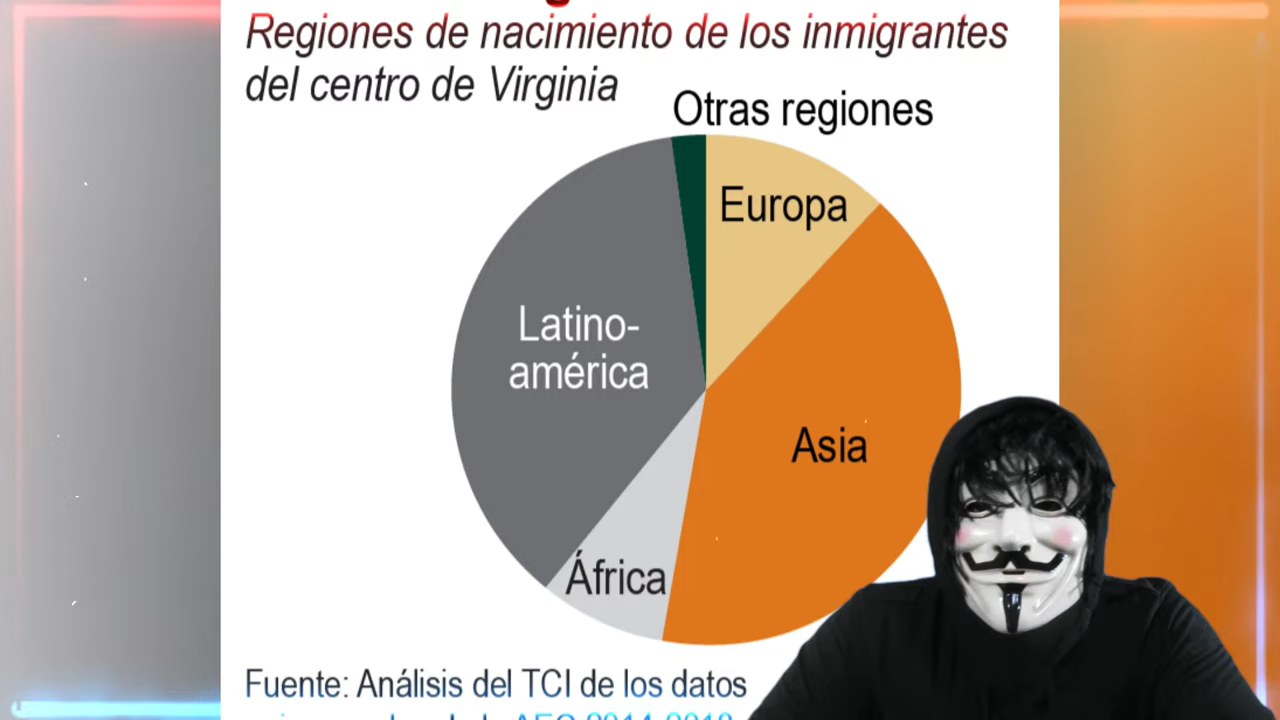 Regiones de nacimiento de los inmigrantes
del centro de Virginia
Otras regiones
Europa
Latino-
américa
Asia
África
Fuente: Análisis del TCI de los datos